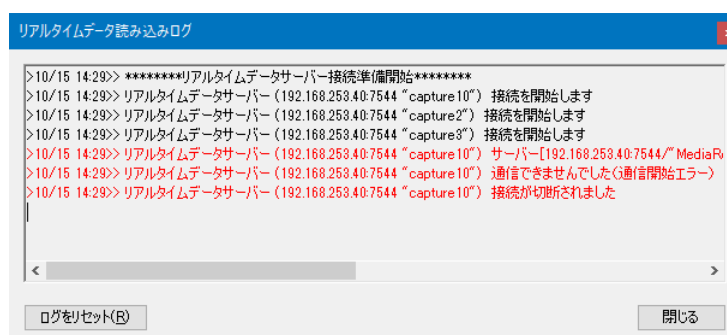 リアルタイムデータ読み込みログ
>10/15 14:29>> ********リアルタイムデータサーバー接続準備開始********
>10/15 14:29>> リアルタイムデータサーバー (192.168.253.40:7544 "capture10") 接続を開始します
>10/15 14:29>> リアルタイムデータサーバー (192.168.253.40:7544 "capture2") 接続を開始します
>10/15 14:29>> リアルタイムデータサーバー (192.168.253.40:7544 "capture3") 接続を開始します
>10/15 14:29>> リアルタイムデータサーバー (192.168.253.40:7544 "capture10") サーバー[192.168.253.40:7544/"MediaR
>10/15 14:29>> リアルタイムデータサーバー (192.168.253.40:7544 "capture10") 通信できませんでした(通信開始エラー)
>10/15 14:29>> リアルタイムデータサーバー (192.168.253.40:7544 "capture10") 接続が切断されました
ログをリセット(R) 閉じる